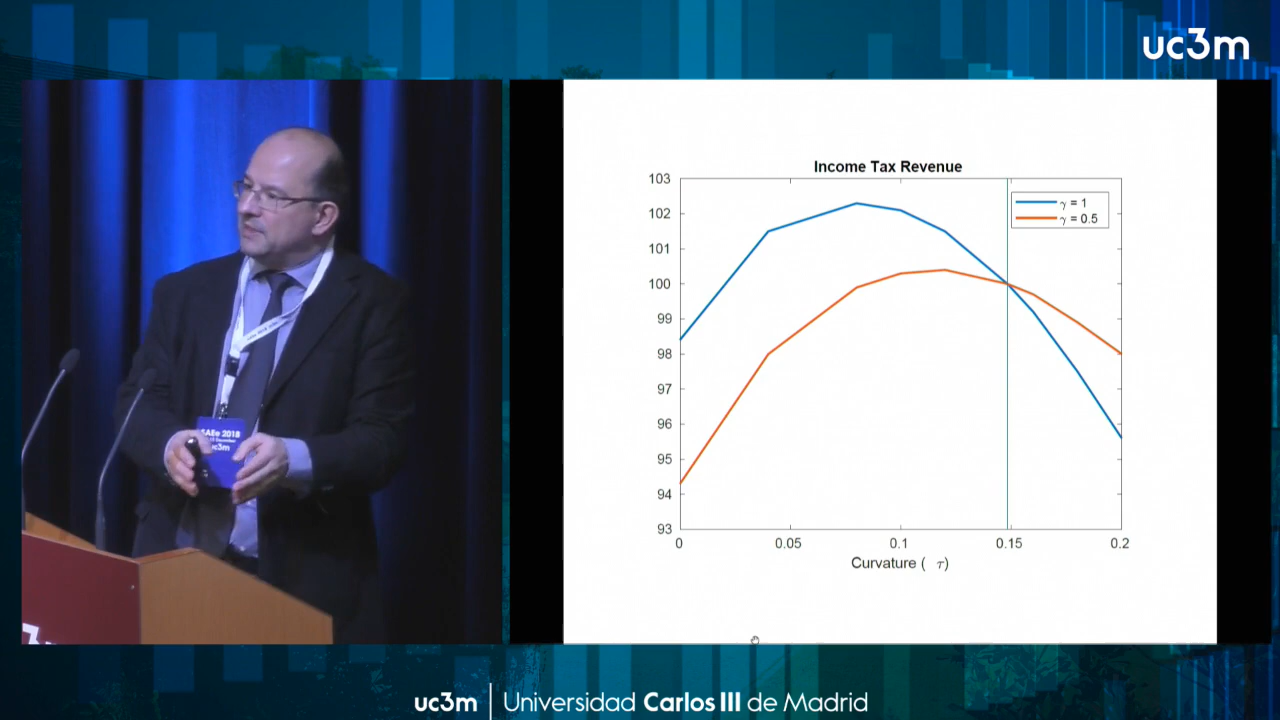 uc3m
Income Tax Revenue
103
102
101
100
99
98
97
96
95
94
93
γ = 1
γ = 0.5
0
0.05
0.1
0.15
0.2
Curvature ( τ)
SAEe 2018
uc3m
uc3m | Universidad Carlos III de Madrid